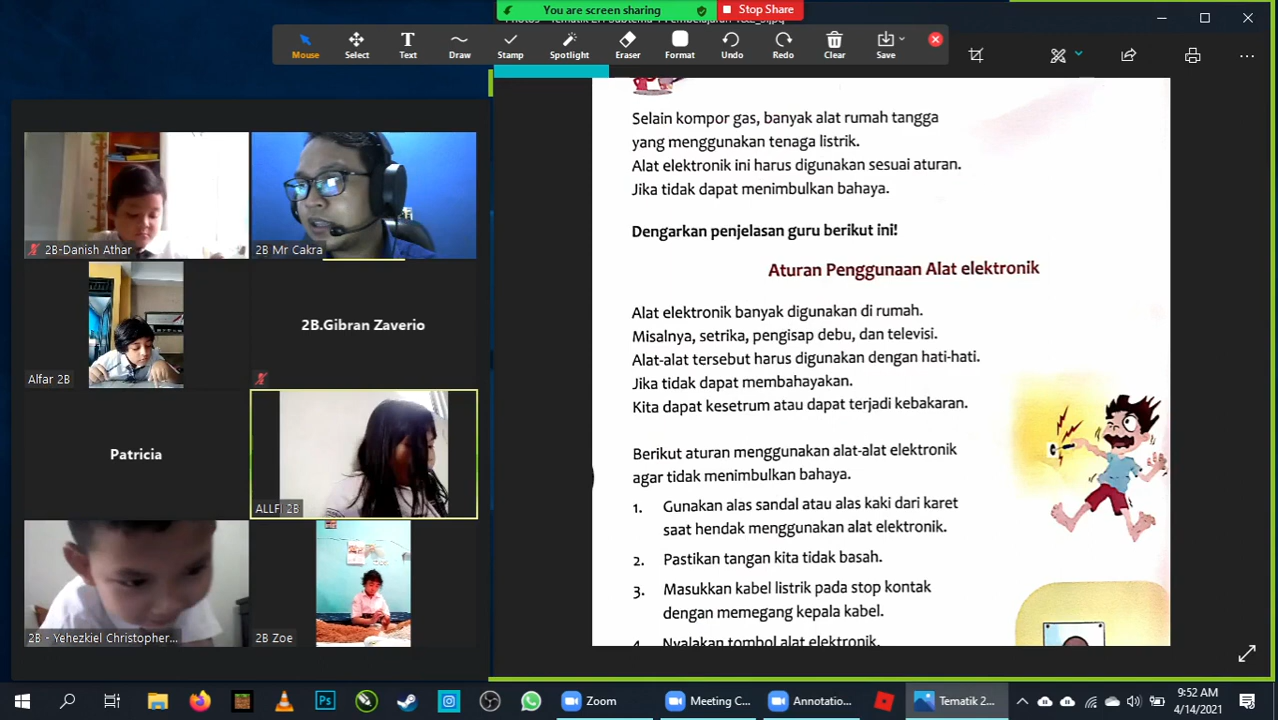 You are screen sharing
Stop Share
Mouse
Select
Text
Draw
Stamp
Spotlight
Eraser
Format
Undo
Redo
Clear
Save
Selain kompor gas, banyak alat rumah tangga
yang menggunakan tenaga listrik.
Alat elektronik ini harus digunakan sesuai aturan.
Jika tidak dapat menimbulkan bahaya.
Dengarkan penjelasan guru berikut ini!
Aturan Penggunaan Alat elektronik
Alat elektronik banyak digunakan di rumah.
Misalnya, setrika, pengisap debu, dan televisi.
Alat-alat tersebut harus digunakan dengan hati-hati.
Jika tidak dapat membahayakan.
Kita dapat kesetrum atau dapat terjadi kebakaran.
Berikut aturan menggunakan alat-alat elektronik
agar tidak menimbulkan bahaya.
1. Gunakan alas sandal atau alas kaki dari karet
saat hendak menggunakan alat elektronik.
2. Pastikan tangan kita tidak basah.
3. Masukkan kabel listrik pada stop kontak
dengan memegang kepala kabel.
4. Nyalakan tombol alat elektronik.
2B-Danish Athar
2B Mr Cakra
Alfar 2B
2B.Gibran Zaverio
Patricia
2B
2B - Yehezkiel Christopher...
2B Zoe
Ps
Zoom
Meeting C...
Annotatio...
Tematik 2...
9:52 AM
4/14/2021